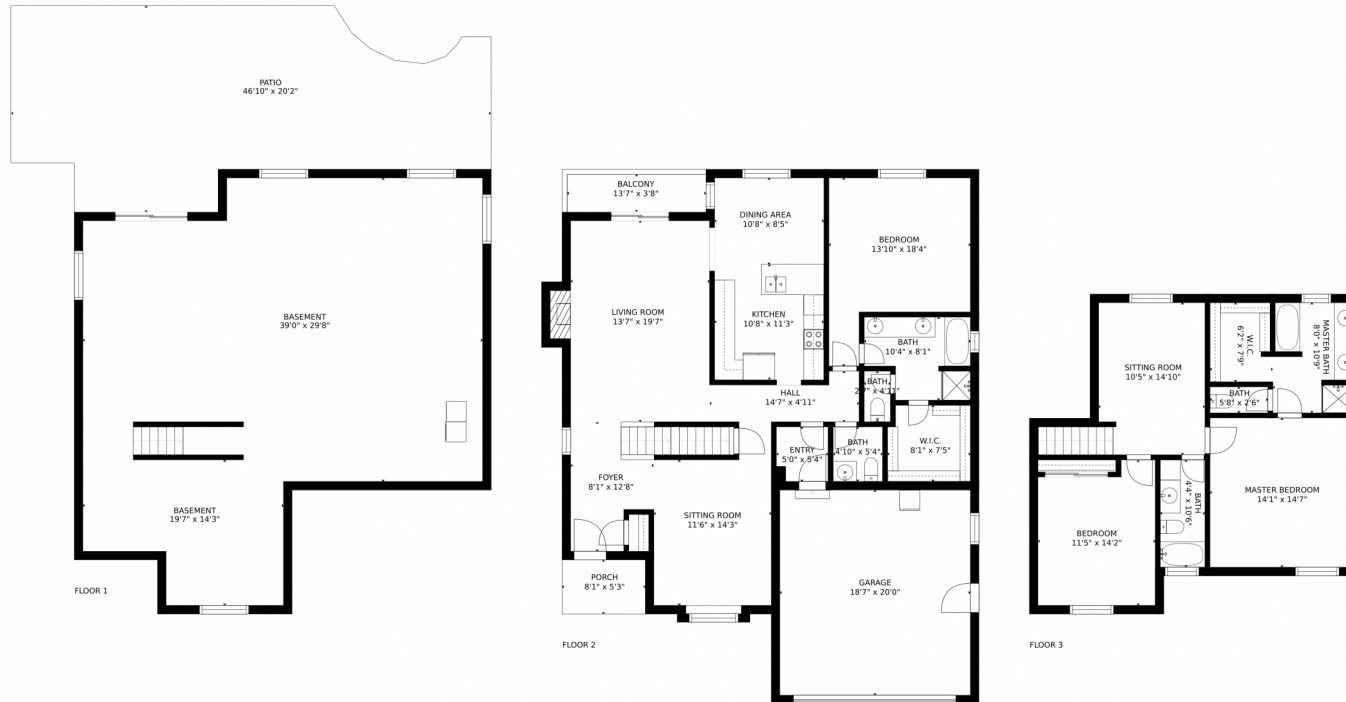 PATIO
46'10" x 20'2"
BASEMENT
39'0" x 29'8"
BASEMENT
19'7" x 14'3"
FLOOR 1
BALCONY
13'7" x 3'8"
DINING AREA
10'8" x 8'5"
BEDROOM
13'10" x 18'4"
LIVING ROOM
13'7" x 19'7"
KITCHEN
10'8" x 11'3"
BATH
10'4" x 8'1"
BATH
2'7" x 4'11"
HALL
14'7" x 4'11"
ENTRY
5'0" x 5'4"
BATH
4'10" x 5'4"
W.I.C.
8'1" x 7'5"
FOYER
8'1" x 12'8"
SITTING ROOM
11'6" x 14'3"
PORCH
8'1" x 5'3"
GARAGE
18'7" x 20'0"
FLOOR 2
SITTING ROOM
10'5" x 14'10"
W.I.C.
6'2" x 7'9"
MASTER BATH
8'0" x 10'9"
BATH
5'8" x 2'6"
MASTER BEDROOM
14'1" x 14'7"
BATH
4'4" x 10'6"
BEDROOM
11'5" x 14'2"
FLOOR 3